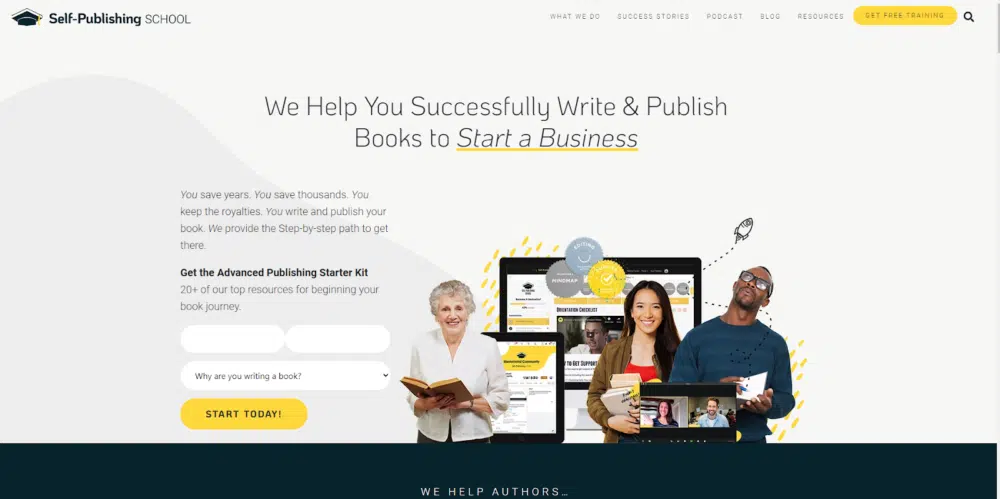 Self-Publishing SCHOOL
WHAT WE DO
SUCCESS STORIES
PODCAST
BLOG
RESOURCES
GET FREE TRAINING
We Help You Successfully Write & Publish
Books to Start a Business
You save years. You save thousands. You
keep the royalties. You write and publish your
book. We provide the Step-by-step path to get
there.
Get the Advanced Publishing Starter Kit
20+ of our top resources for beginning your
book journey.
Why are you writing a book?
START TODAY!
EDITING
MINDMAP
ORIENTATION CHECKLIST
WE HELP AUTHORS…